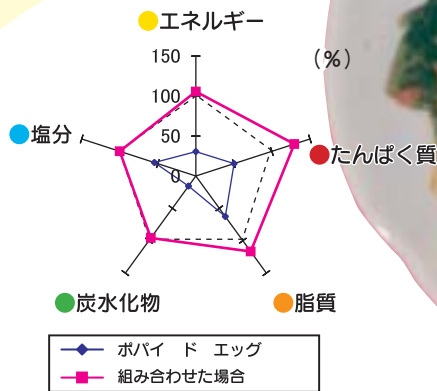 エネルギー
150
(%)
100
塩分
50
たんぱく質
0
炭水化物
脂質
ポパイ ド エッグ
組み合わせた場合